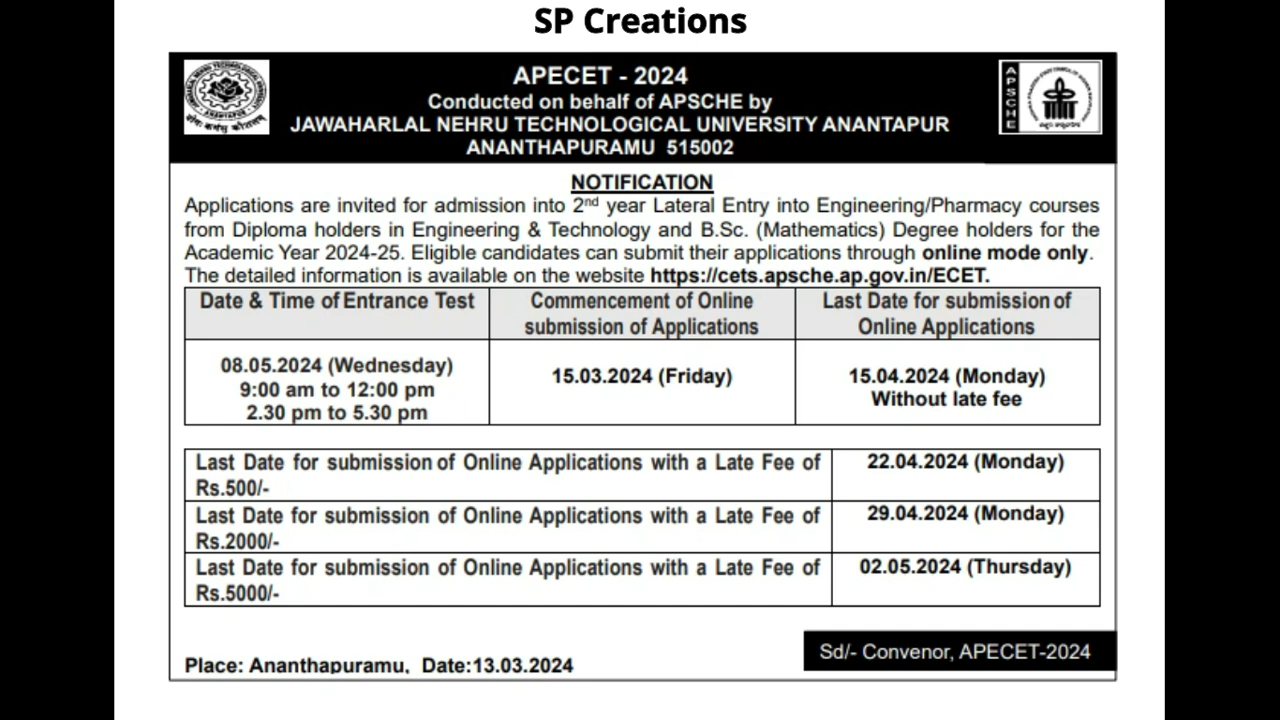 SP Creations
APECET - 2024
Conducted on behalf of APSCHE by
JAWAHARLAL NEHRU TECHNOLOGICAL UNIVERSITY ANANTAPUR
ANANTHAPURAMU 515002
APSCHE
NOTIFICATION
Applications are invited for admission into 2nd year Lateral Entry into Engineering/Pharmacy courses
from Diploma holders in Engineering & Technology and B.Sc. (Mathematics) Degree holders for the
Academic Year 2024-25. Eligible candidates can submit their applications through online mode only.
The detailed information is available on the website https://cets.apsche.ap.gov.in/ECET.
Date & Time of Entrance Test
Commencement of Online
submission of Applications
Last Date for submission of
Online Applications
08.05.2024 (Wednesday)
9:00 am to 12:00 pm
2.30 pm to 5.30 pm
15.03.2024 (Friday)
15.04.2024 (Monday)
Without late fee
Last Date for submission of Online Applications with a Late Fee of
Rs.500/-
22.04.2024 (Monday)
Last Date for submission of Online Applications with a Late Fee of
Rs.2000/-
29.04.2024 (Monday)
Last Date for submission of Online Applications with a Late Fee of
Rs.5000/-
02.05.2024 (Thursday)
Sd/- Convenor, APECET-2024
Place: Ananthapuramu, Date:13.03.2024